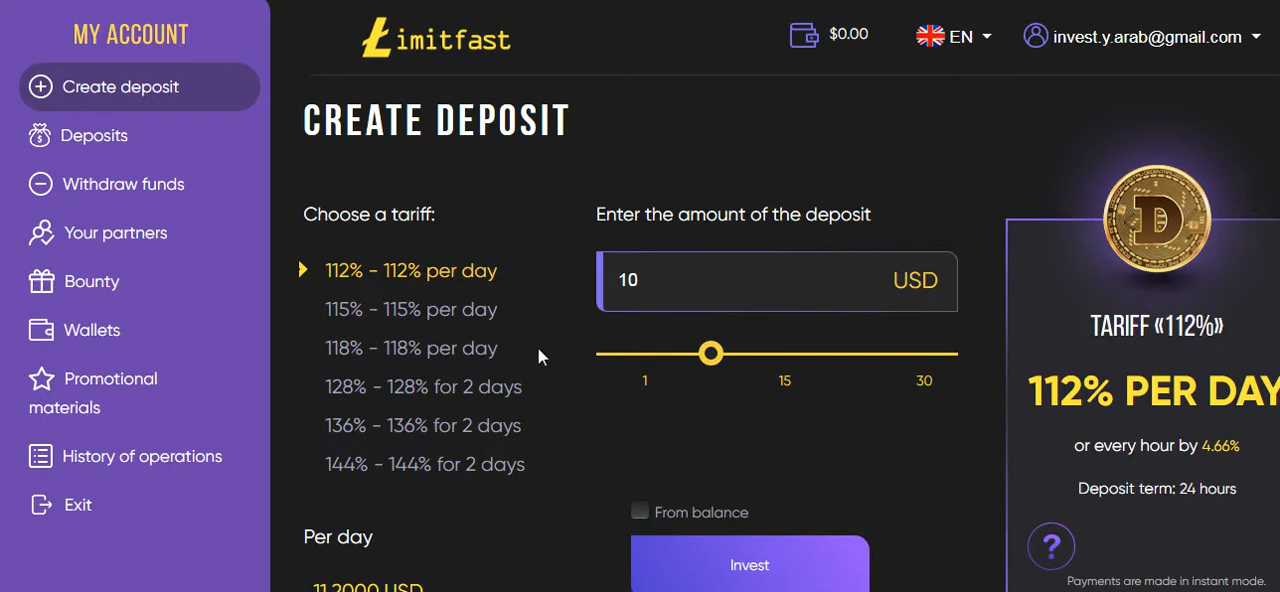 MY ACCOUNT
Create deposit
Deposits
Withdraw funds
Your partners
Bounty
Wallets
Promotional
materials
History of operations
Exit
Łimitfast
$0.00
EN
invest.y.arab@gmail.com
CREATE DEPOSIT
Choose a tariff:
112% - 112% per day
115% - 115% per day
118% - 118% per day
128% - 128% for 2 days
136% - 136% for 2 days
144% - 144% for 2 days
Per day
11.2000 USD
Enter the amount of the deposit
10 USD
1 15 30
From balance
Invest
TARIFF «112%»
112% PER DAY
or every hour by 4.66%
Deposit term: 24 hours
?
Payments are made in instant mode.